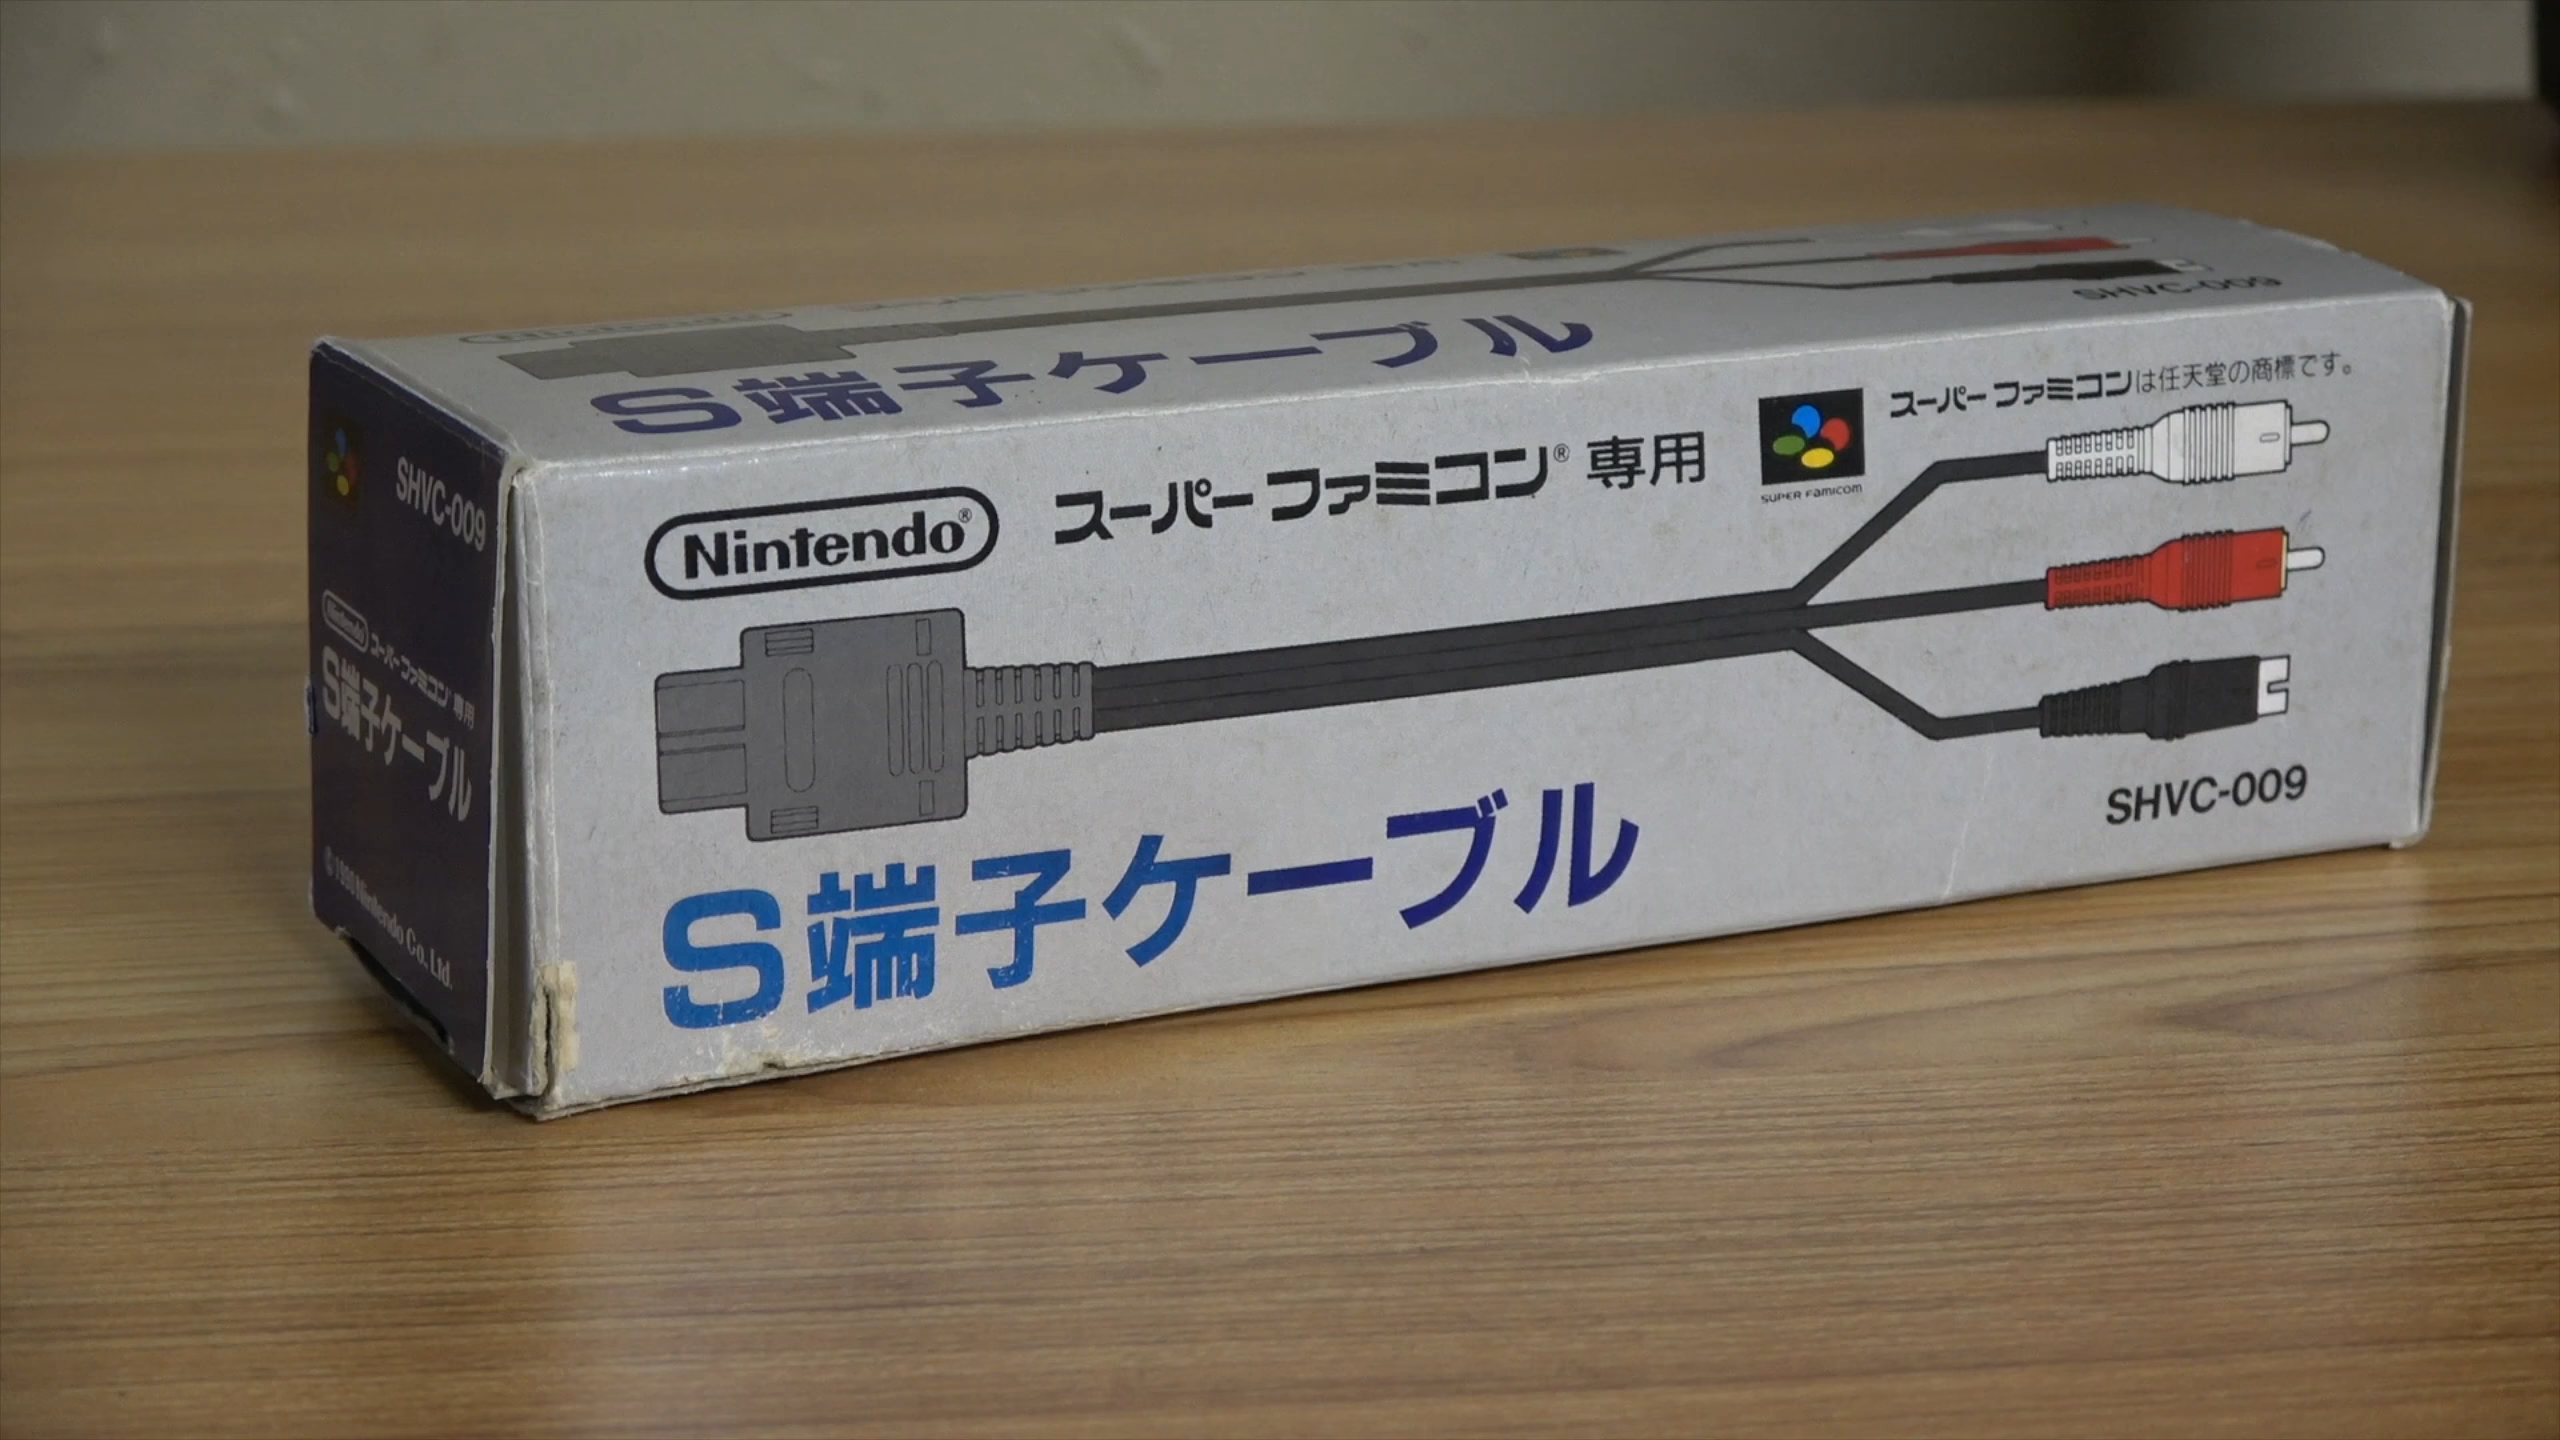 S端子ケーブル
SHVC-009
Nintendo® スーパーファミコン® 専用
SUPER FAMICOM
スーパーファミコンは任天堂の商標です。
S端子ケーブル
SHVC-009
SHVC-009
Nintendo スーパーファミコン 専用
S端子ケーブル
© 1990 Nintendo Co.,Ltd.